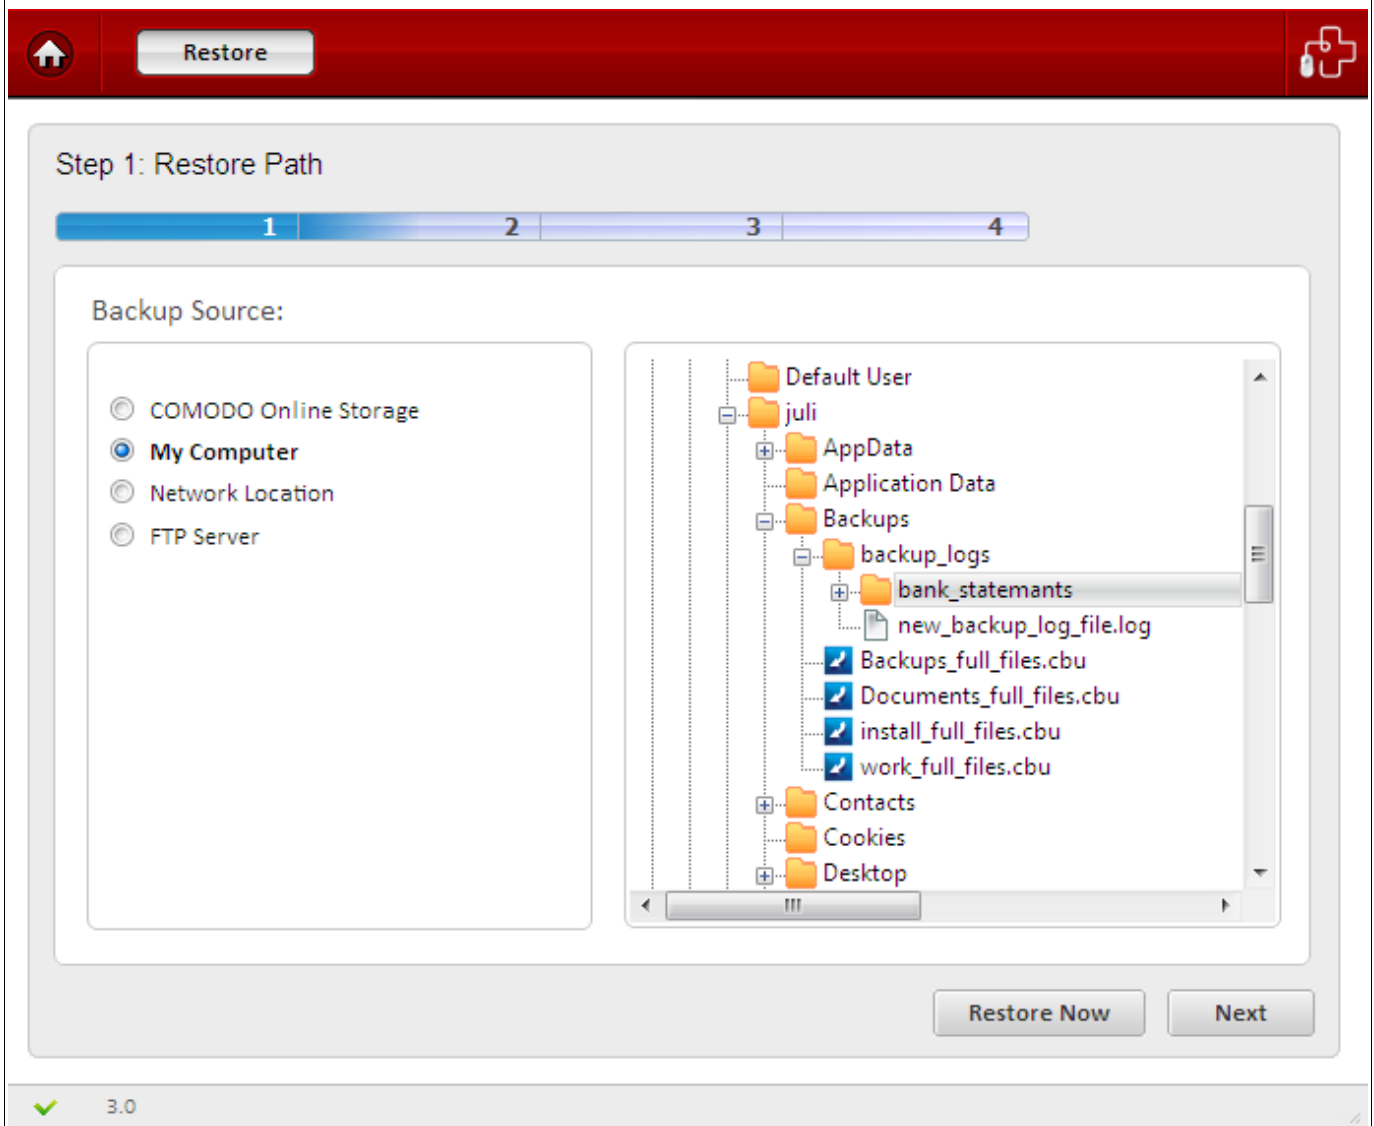 Restore
Step 1: Restore Path
1 2 3 4
Backup Source:
COMODO Online Storage
My Computer
Network Location
FTP Server
Default User
juli
AppData
Application Data
Backups
backup_logs
bank_statemants
new_backup_log_file.log
Backups_full_files.cbu
Documents_full_files.cbu
install_full_files.cbu
work_full_files.cbu
Contacts
Cookies
Desktop
Restore Now
Next
3.0